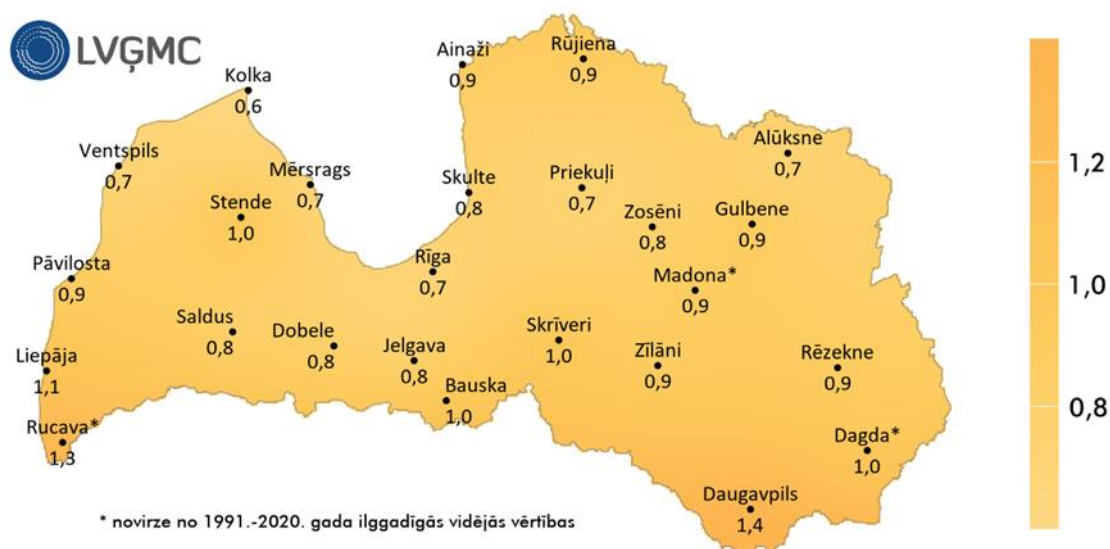 LVĢMC
Ainaži
0,9
Rūjiena
0,9
Kolka
0,6
Alūksne
0,7
Ventspils
0,7
Mērsrags
0,7
Skulte
0,8
Priekuļi
0,7
Stende
1,0
Zosēni
0,8
Gulbene
0,9
Rīga
0,7
Pāvilosta
0,9
Madona*
0,9
Saldus
0,8
Dobele
0,8
Jelgava
0,8
Skrīveri
1,0
Zīlāni
0,9
Rēzekne
0,9
Liepāja
1,1
Bauska
1,0
Rucava*
1,3
Dagda*
1,0
Daugavpils
1,4
* novirze no 1991.-2020. gada ilggadīgās vidējās vērtības
1,2
1,0
0,8